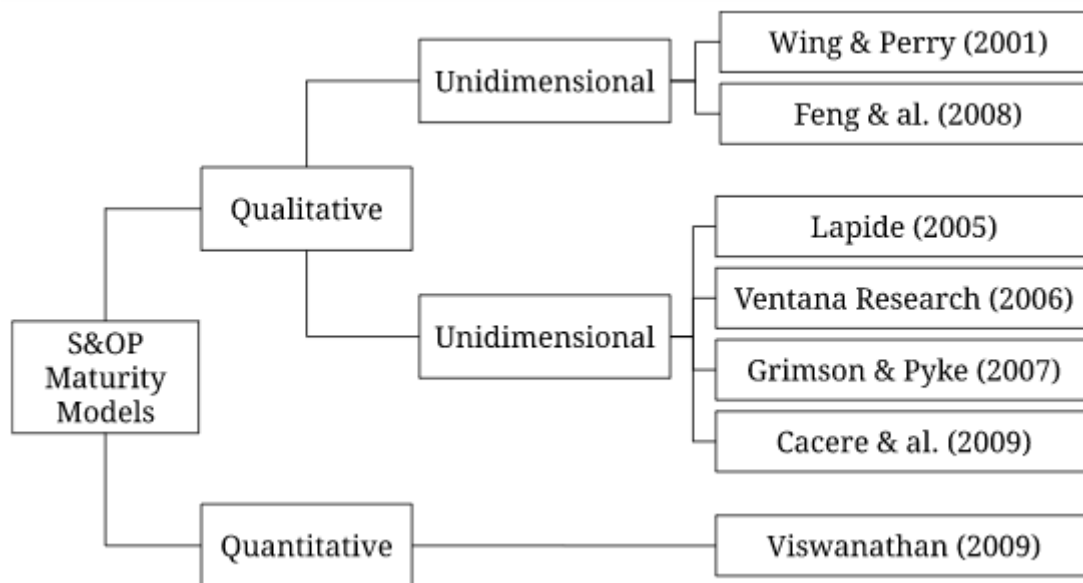 S&OP
Maturity
Models
Qualitative
Unidimensional
Wing & Perry (2001)
Feng & al. (2008)
Unidimensional
Lapide (2005)
Ventana Research (2006)
Grimson & Pyke (2007)
Cacere & al. (2009)
Quantitative
Viswanathan (2009)